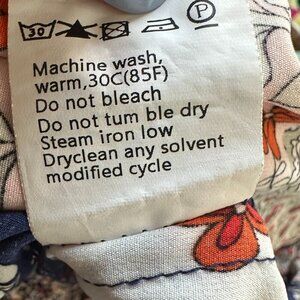 30 P
Machine wash,
warm,30C(85F)
Do not bleach
Do not tum ble dry
Steam iron low
Dryclean any solvent
modified cycle